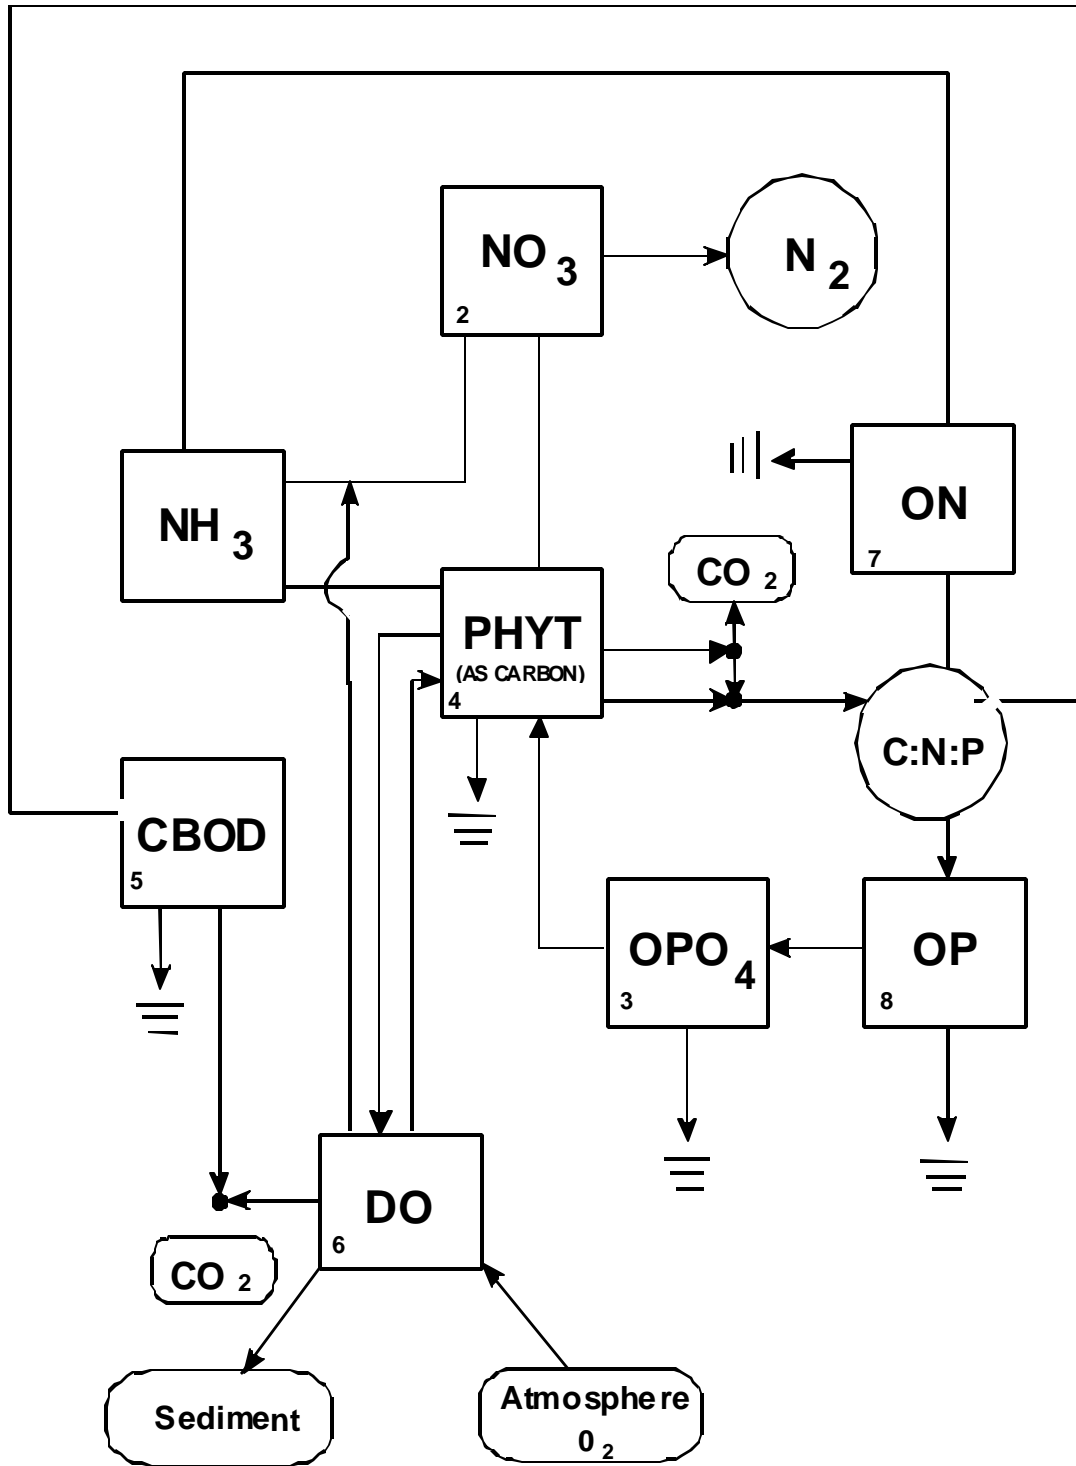 NO 3
2
N 2
NH 3
ON
7
CO 2
PHYT
(AS CARBON)
4
C:N:P
CBOD
5
OPO 4
3
OP
8
DO
6
CO 2
Sediment
Atmosphere
0 2